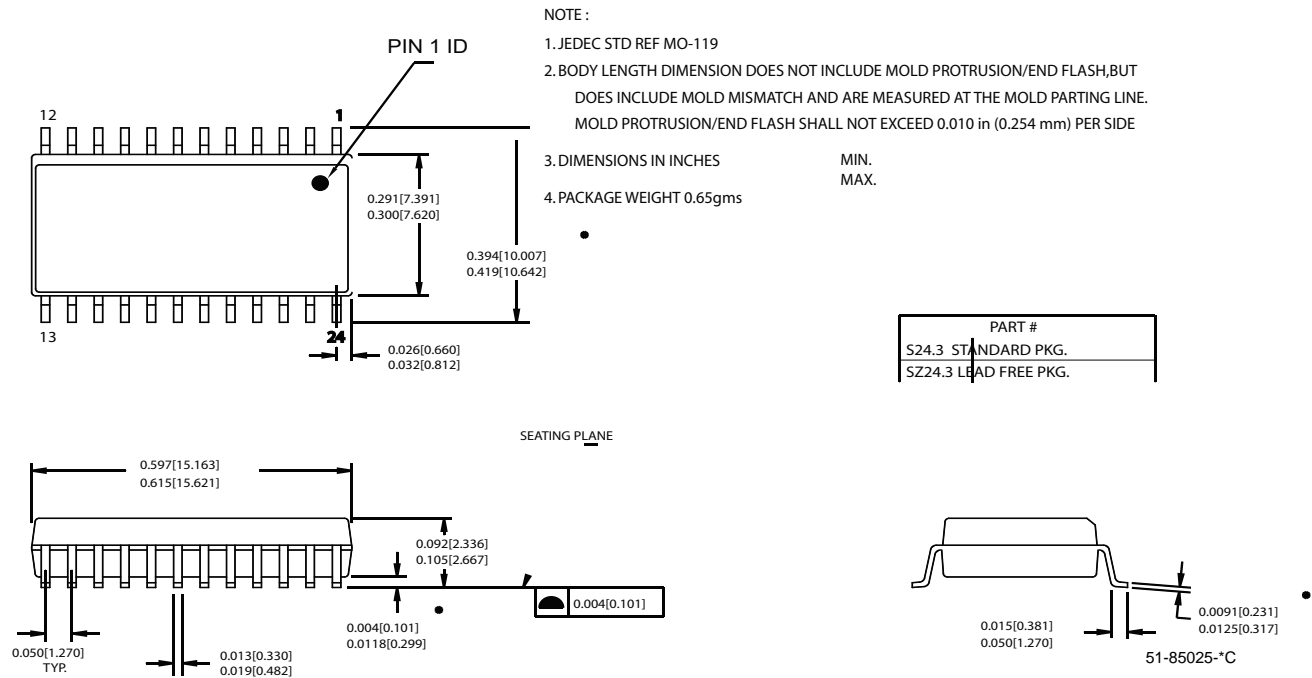 NOTE :
PIN 1 ID
1. JEDEC STD REF MO-119
2. BODY LENGTH DIMENSION DOES NOT INCLUDE MOLD PROTRUSION/END FLASH,BUT
DOES INCLUDE MOLD MISMATCH AND ARE MEASURED AT THE MOLD PARTING LINE.
MOLD PROTRUSION/END FLASH SHALL NOT EXCEED 0.010 in (0.254 mm) PER SIDE
3. DIMENSIONS IN INCHES
MIN.
MAX.
4. PACKAGE WEIGHT 0.65gms
12
1
0.291[7.391]
0.300[7.620]
0.394[10.007]
0.419[10.642]
13
24
0.026[0.660]
0.032[0.812]
PART #
S24.3 STANDARD PKG.
SZ24.3 LEAD FREE PKG.
SEATING PLANE
0.597[15.163]
0.615[15.621]
0.092[2.336]
0.105[2.667]
0.004[0.101]
0.004[0.101]
0.0118[0.299]
0.050[1.270]
TYP.
0.013[0.330]
0.019[0.482]
0.015[0.381]
0.050[1.270]
0.0091[0.231]
0.0125[0.317]
51-85025-*C